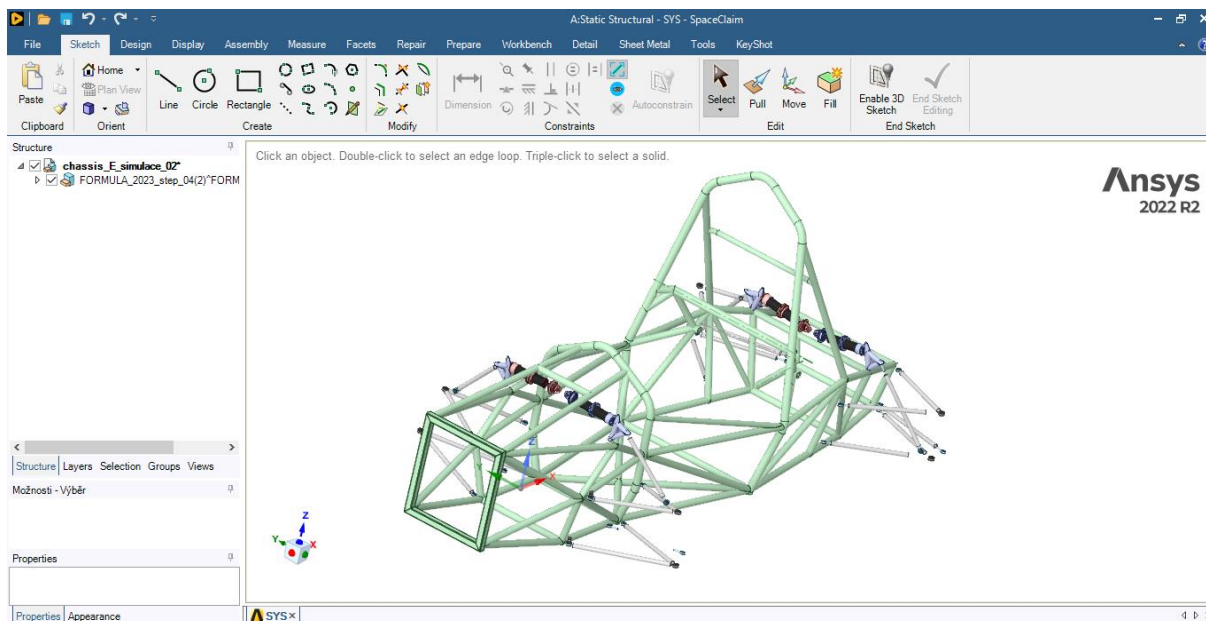 A:Static Structural - SYS - SpaceClaim
File Sketch Design Display Assembly Measure Facets Repair Prepare Workbench Detail Sheet Metal Tools KeyShot
Home
Plan View
Paste
Line Circle Rectangle
Dimension
Autoconstrain
Select Pull Move Fill
Enable 3D Sketch
End Sketch Editing
Clipboard Orient Create Modify Constraints Edit End Sketch
Structure
Click an object. Double-click to select an edge loop. Triple-click to select a solid.
chassis_E_simulace_02*
FORMULA_2023_step_04(2)^FORM
Ansys
2022 R2
Structure Layers Selection Groups Views
Možnosti - Výběr
Z
Y
X
Z
Y
X
Properties
Properties Appearance
SYS